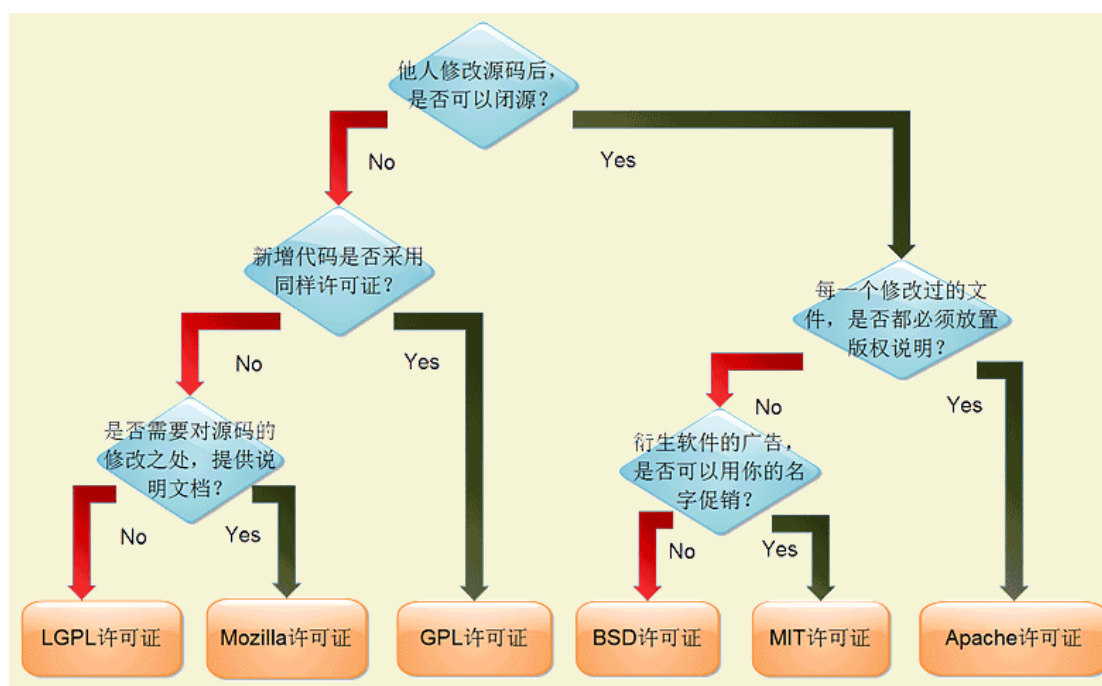 他人修改源码后，
是否可以闭源？
No
Yes
新增代码是否采用
同样许可证？
每一个修改过的文
件，是否都必须放置
版权说明？
No
Yes
No
Yes
是否需要对源码的
修改之处，提供说
明文档？
衍生软件的广告，
是否可以用你的名
字促销？
No
Yes
No
Yes
LGPL许可证
Mozilla许可证
GPL许可证
BSD许可证
MIT许可证
Apache许可证